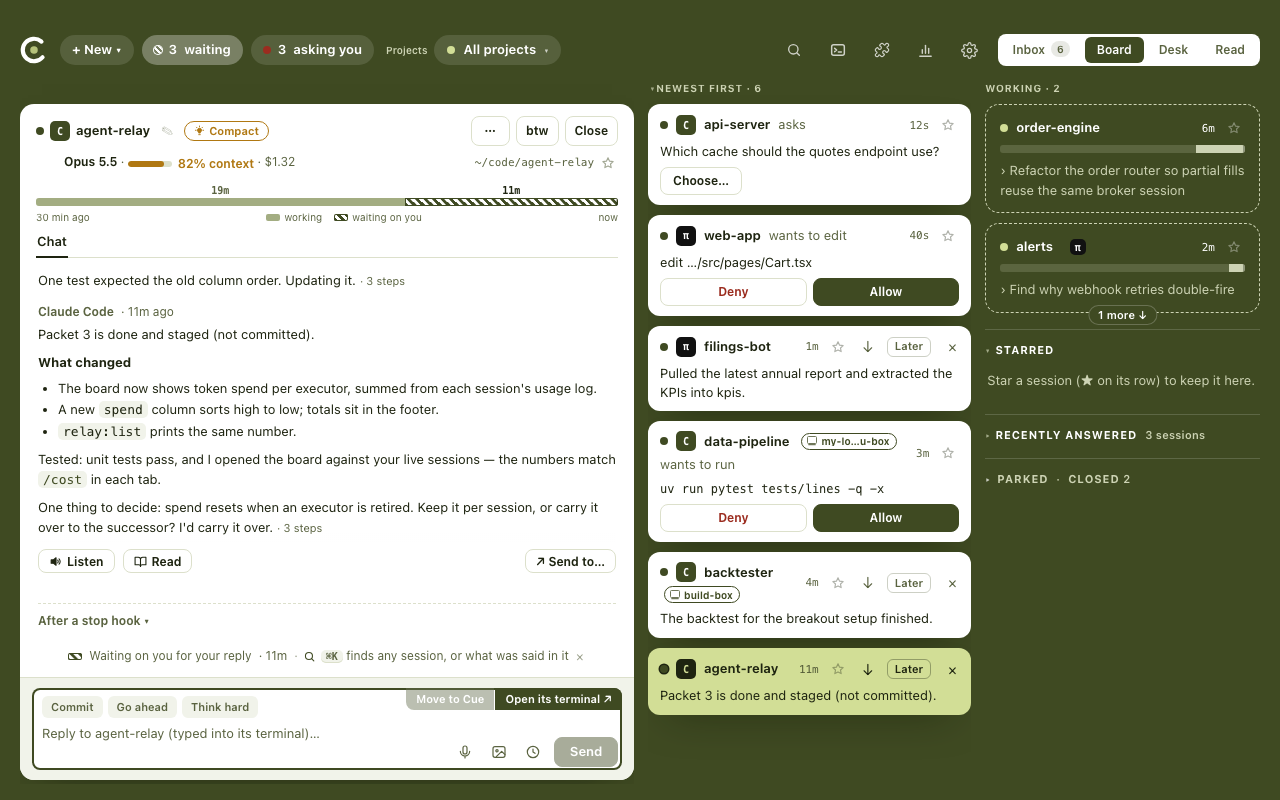 + New ▾
3 waiting
3 asking you
Projects
All projects ▾
Inbox 6
Board
Desk
Read
C agent-relay
Compact
···
btw
Close
Opus 5.5 · 82% context · $1.32
~/code/agent-relay
19m
11m
30 min ago
working
waiting on you
now
Chat
One test expected the old column order. Updating it. · 3 steps
Claude Code · 11m ago
Packet 3 is done and staged (not committed).
What changed
• The board now shows token spend per executor, summed from each session's usage log.
• A new spend column sorts high to low; totals sit in the footer.
• relay:list prints the same number.
Tested: unit tests pass, and I opened the board against your live sessions — the numbers match
/cost in each tab.
One thing to decide: spend resets when an executor is retired. Keep it per session, or carry it
over to the successor? I'd carry it over. · 3 steps
Listen
Read
↗ Send to...
After a stop hook ▾
Waiting on you for your reply · 11m · ⌘K finds any session, or what was said in it ×
Commit
Go ahead
Think hard
Move to Cue
Open its terminal ↗
Reply to agent-relay (typed into its terminal)...
Send
▾ NEWEST FIRST · 6
C api-server asks 12s
Which cache should the quotes endpoint use?
Choose...
π web-app wants to edit 40s
edit .../src/pages/Cart.tsx
Deny
Allow
π filings-bot 1m ↓ Later ×
Pulled the latest annual report and extracted the
KPIs into kpis.
C data-pipeline my-lo...u-box 3m
wants to run
uv run pytest tests/lines −q −x
Deny
Allow
C backtester 4m ↓ Later ×
build-box
The backtest for the breakout setup finished.
C agent-relay 11m ↓ Later ×
Packet 3 is done and staged (not committed).
WORKING · 2
order-engine 6m
› Refactor the order router so partial fills
reuse the same broker session
alerts π 2m
› Find why webhook retries double-fire
1 more ↓
▾ STARRED
Star a session (★ on its row) to keep it here.
▸ RECENTLY ANSWERED 3 sessions
▸ PARKED · CLOSED 2